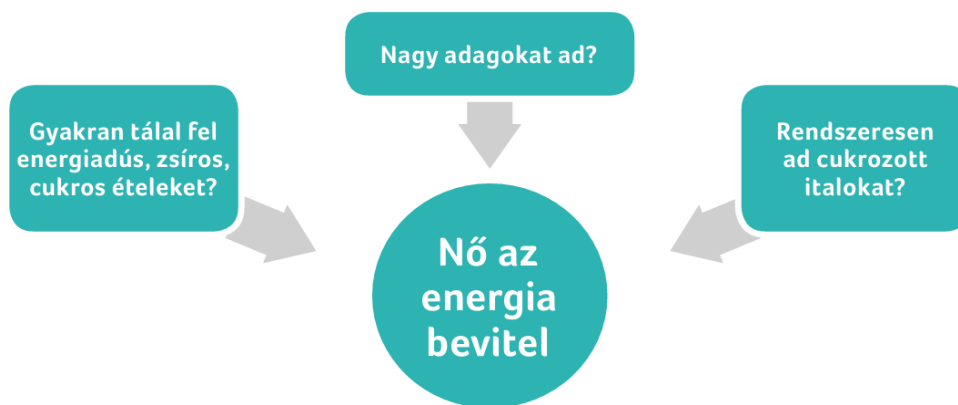 Nagy adagokat ad?
Gyakran tálal fel
energiadús, zsíros,
cukros ételeket?
Rendszeresen
ad cukrozott
italokat?
Nő az
energia
bevitel